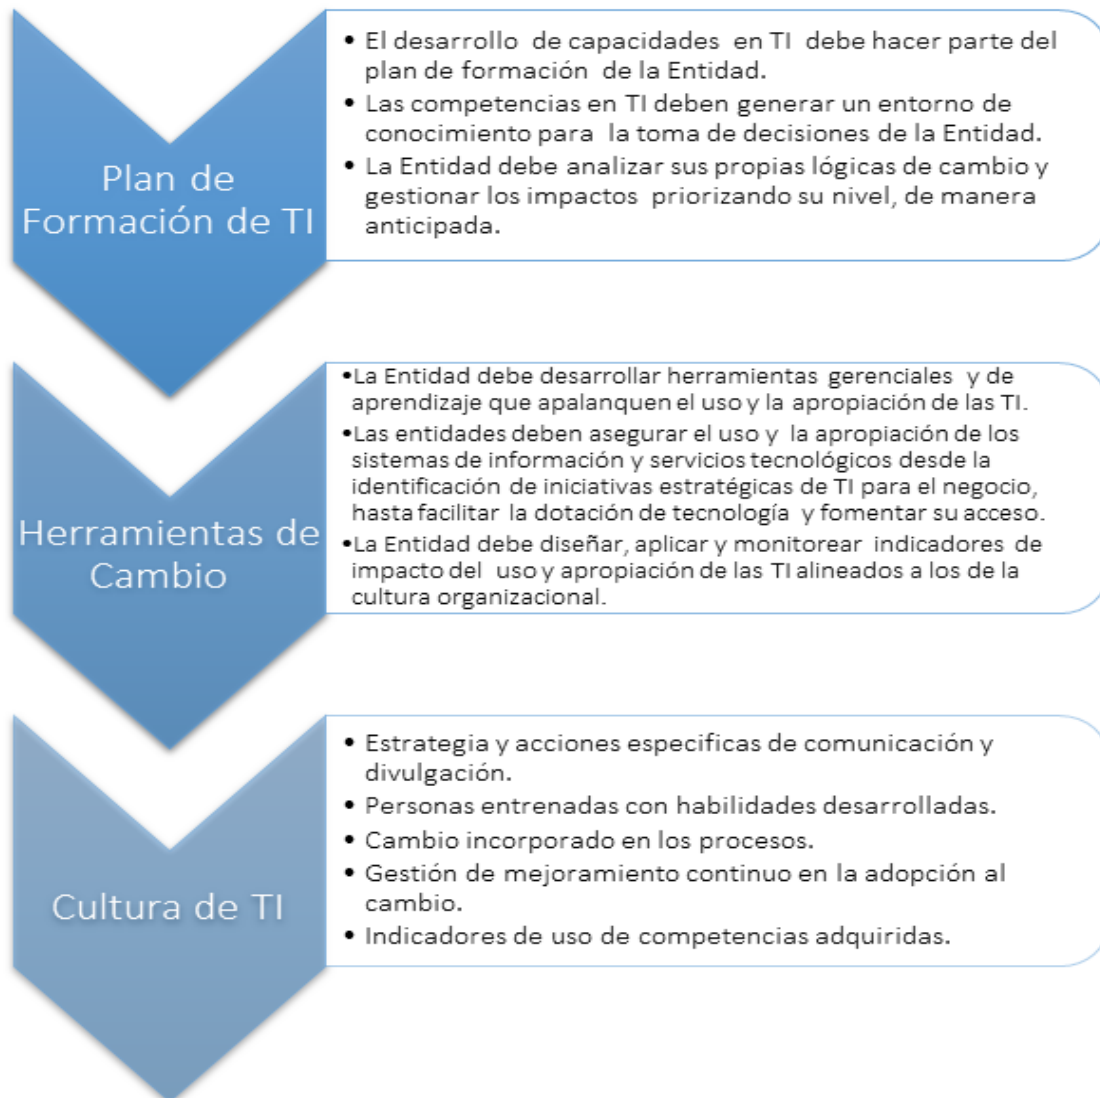 Plan de
Formación de TI
• El desarrollo de capacidades en TI debe hacer parte del
plan de formación de la Entidad.
• Las competencias en TI deben generar un entorno de
conocimiento para la toma de decisiones de la Entidad.
• La Entidad debe analizar sus propias lógicas de cambio y
gestionar los impactos priorizando su nivel, de manera
anticipada.
Herramientas de
Cambio
•La Entidad debe desarrollar herramientas gerenciales y de
aprendizaje que apalanquen el uso y la apropiación de las TI.
•Las entidades deben asegurar el uso y la apropiación de los
sistemas de información y servicios tecnológicos desde la
identificación de iniciativas estratégicas de TI para el negocio,
hasta facilitar la dotación de tecnología y fomentar su acceso.
•La Entidad debe diseñar, aplicar y monitorear indicadores de
impacto del uso y apropiación de las TI alineados a los de la
cultura organizacional.
Cultura de TI
• Estrategia y acciones especificas de comunicación y
divulgación.
• Personas entrenadas con habilidades desarrolladas.
• Cambio incorporado en los procesos.
• Gestión de mejoramiento continuo en la adopción al
cambio.
• Indicadores de uso de competencias adquiridas.